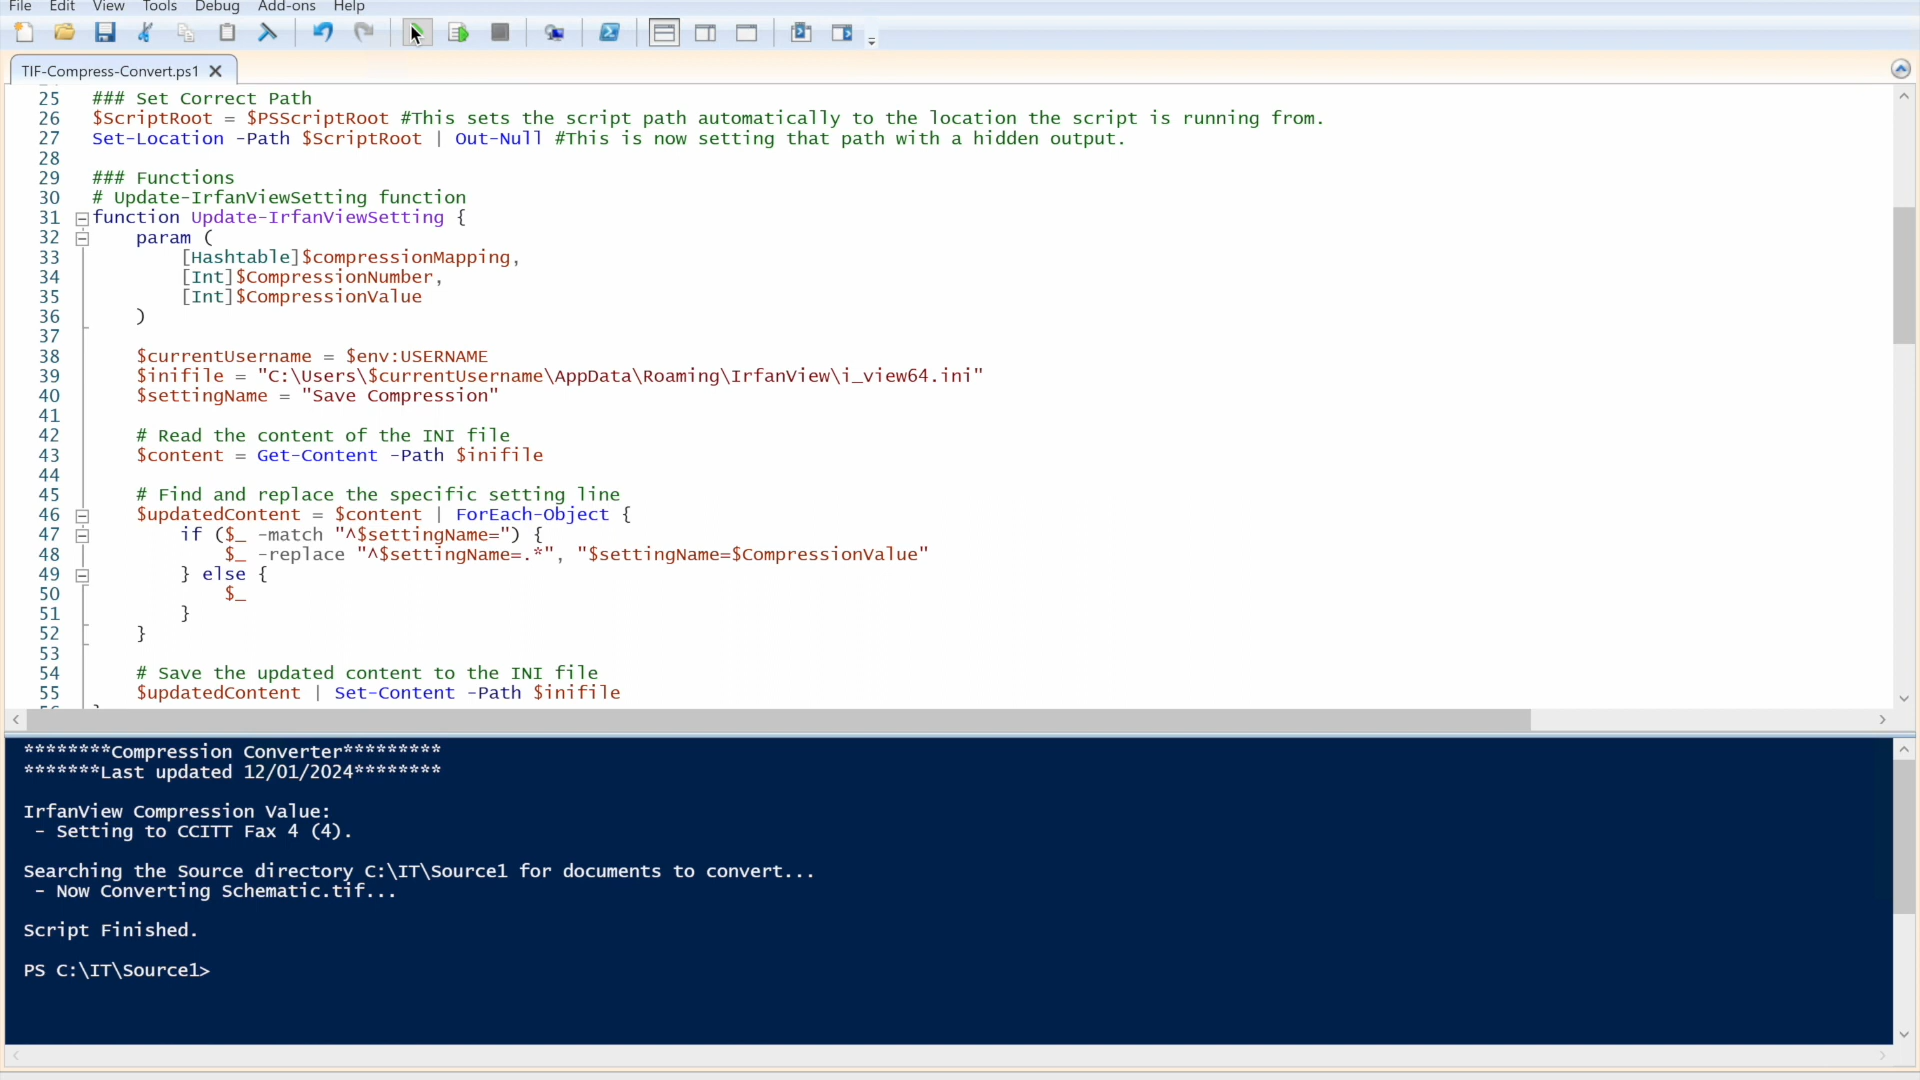 File Edit View Tools Debug Add-ons Help
TIF-Compress-Convert.ps1
25 ### Set Correct Path
26 $ScriptRoot = $PSScriptRoot #This sets the script path automatically to the location the script is running from.
27 Set-Location -Path $ScriptRoot | Out-Null #This is now setting that path with a hidden output.
28
29 ### Functions
30 # Update-IrfanViewSetting function
31 function Update-IrfanViewSetting {
32 param (
33 [Hashtable]$compressionMapping,
34 [Int]$CompressionNumber,
35 [Int]$CompressionValue
36 )
37
38 $currentUsername = $env:USERNAME
39 $inifile = "C:\Users\$currentUsername\AppData\Roaming\IrfanView\i_view64.ini"
40 $settingName = "Save Compression"
41
42 # Read the content of the INI file
43 $content = Get-Content -Path $inifile
44
45 # Find and replace the specific setting line
46 $updatedContent = $content | ForEach-Object {
47 if ($_ -match "^$settingName=") {
48 $_ -replace "^$settingName=.*", "$settingName=$CompressionValue"
49 } else {
50 $_
51 }
52 }
53
54 # Save the updated content to the INI file
55 $updatedContent | Set-Content -Path $inifile
********Compression Converter*********
*******Last updated 12/01/2024********
IrfanView Compression Value:
- Setting to CCITT Fax 4 (4).
Searching the Source directory C:\IT\Source1 for documents to convert...
- Now Converting Schematic.tif...
Script Finished.
PS C:\IT\Source1>